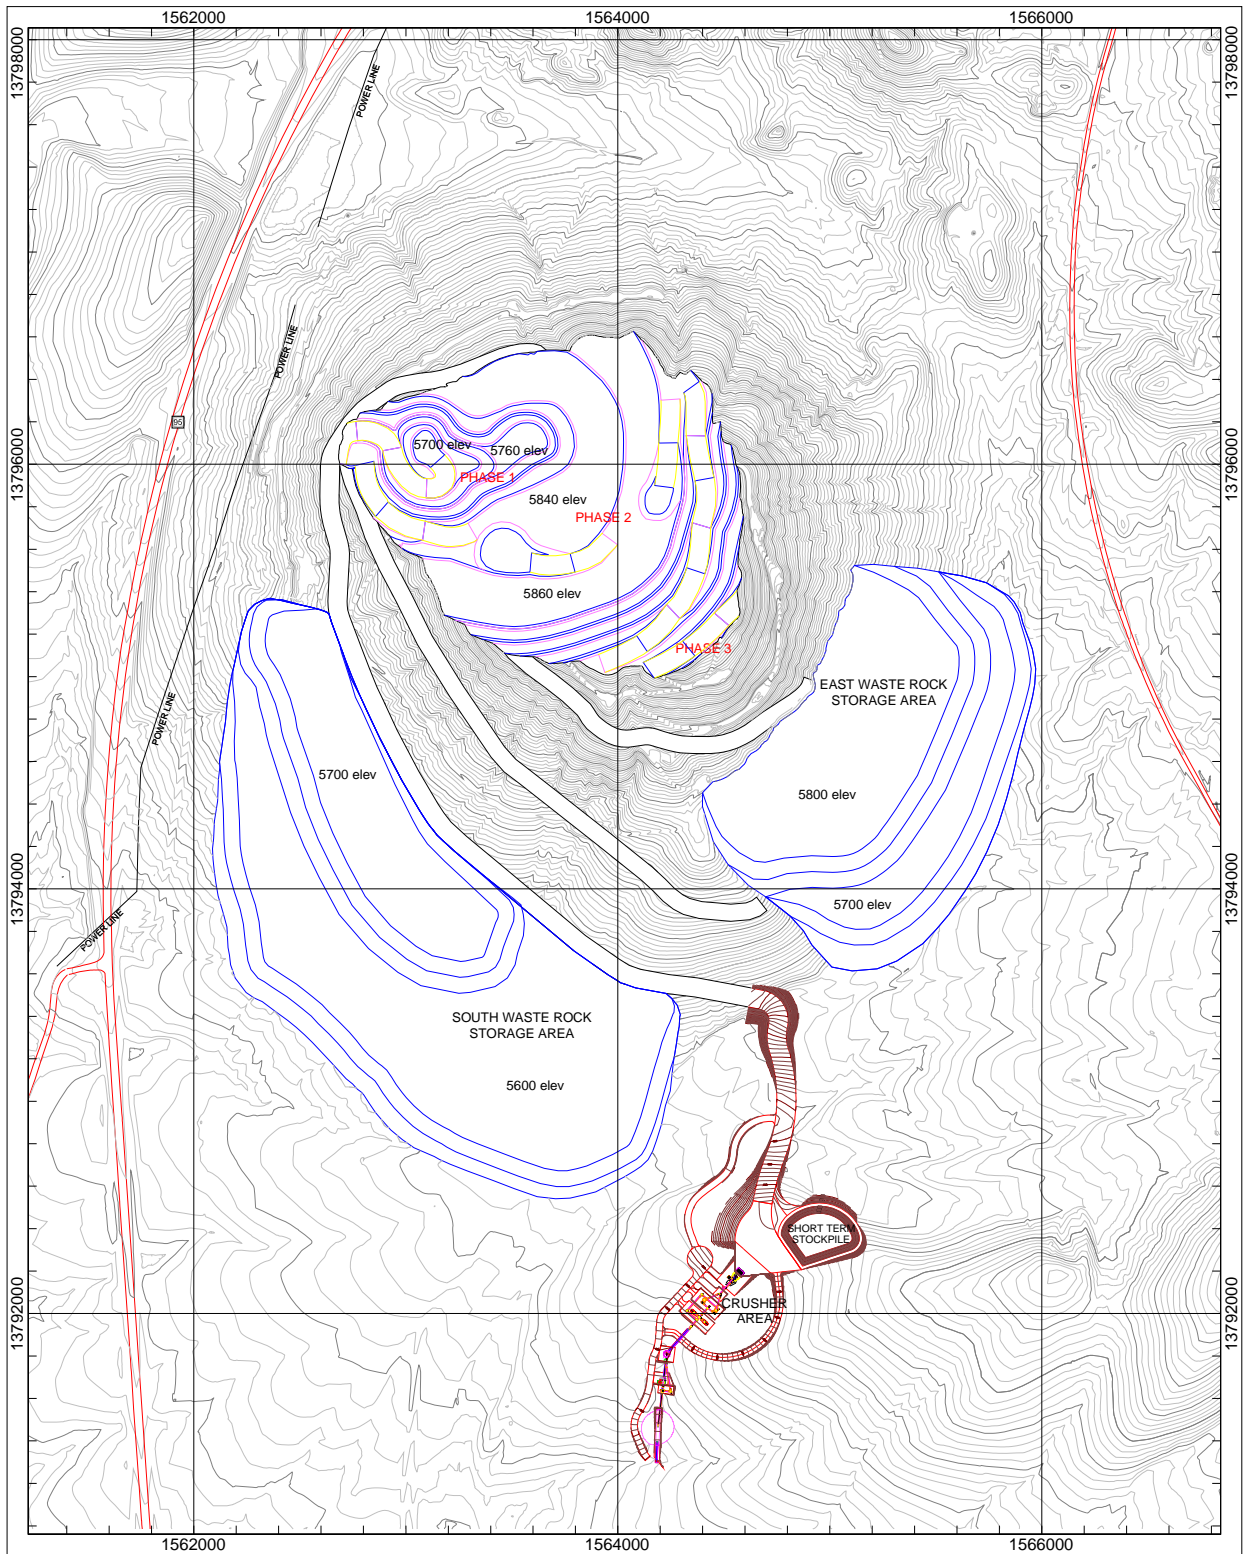 1562000
1564000
1566000
13798000
13798000
POWER LINE
POWER LINE
95
13796000
13796000
5700 elev
5760 elev
PHASE 1
5840 elev
PHASE 2
5860 elev
PHASE 3
EAST WASTE ROCK
STORAGE AREA
POWER LINE
5700 elev
5800 elev
13794000
13794000
5700 elev
POWER LINE
SOUTH WASTE ROCK
STORAGE AREA
5600 elev
SHORT TERM
STOCKPILE
CRUSHER
AREA
13792000
13792000
1562000
1564000
1566000